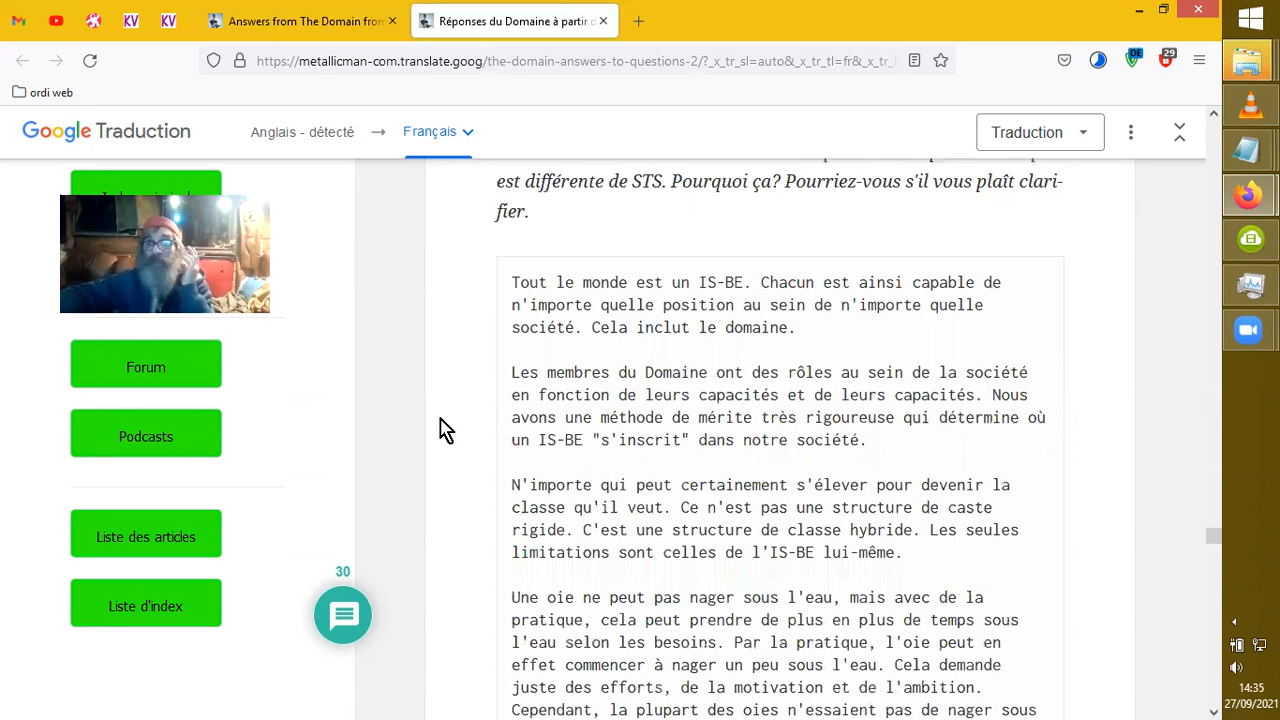 Answers from The Domain from
Réponses du Domaine à partir d
https://metallicman-com.translate.goog/the-domain-answers-to-questions-2/?_x_tr_sl=auto&_x_tr_tl=fr&_x_tr_
DE
29
ordi web
Google Traduction
Anglais - détecté
Français
Traduction
est différente de STS. Pourquoi ça? Pourriez-vous s'il vous plaît clari-
fier.
Tout le monde est un IS-BE. Chacun est ainsi capable de
n'importe quelle position au sein de n'importe quelle
société. Cela inclut le domaine.
Les membres du Domaine ont des rôles au sein de la société
en fonction de leurs capacités et de leurs capacités. Nous
avons une méthode de mérite très rigoureuse qui détermine où
un IS-BE "s'inscrit" dans notre société.
N'importe qui peut certainement s'élever pour devenir la
classe qu'il veut. Ce n'est pas une structure de caste
rigide. C'est une structure de classe hybride. Les seules
limitations sont celles de l'IS-BE lui-même.
Une oie ne peut pas nager sous l'eau, mais avec de la
pratique, cela peut prendre de plus en plus de temps sous
l'eau selon les besoins. Par la pratique, l'oie peut en
effet commencer à nager un peu sous l'eau. Cela demande
juste des efforts, de la motivation et de l'ambition.
Cependant, la plupart des oies n'essaient pas de nager sous
Forum
Podcasts
Liste des articles
Liste d'index
30
KV
KV
14:35
27/09/2021